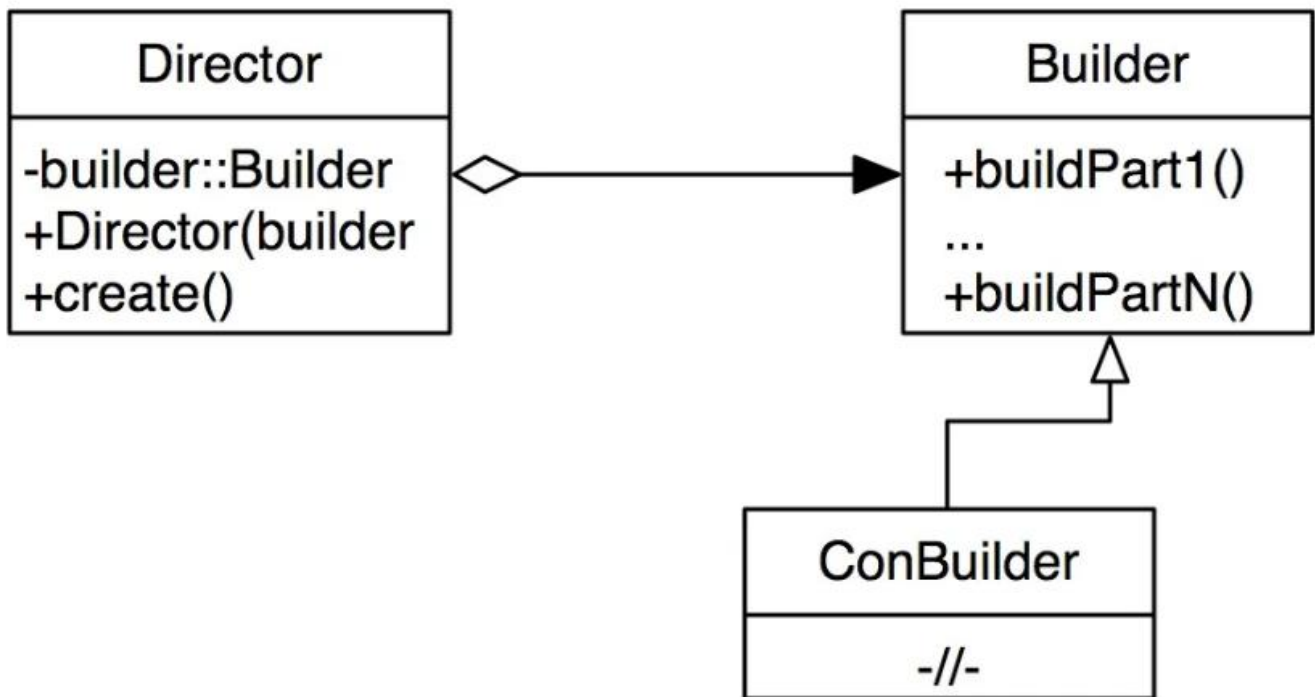 Director
-builder::Builder
+Director(builder
+create()
Builder
+buildPart1()
...
+buildPartN()
ConBuilder
-//-